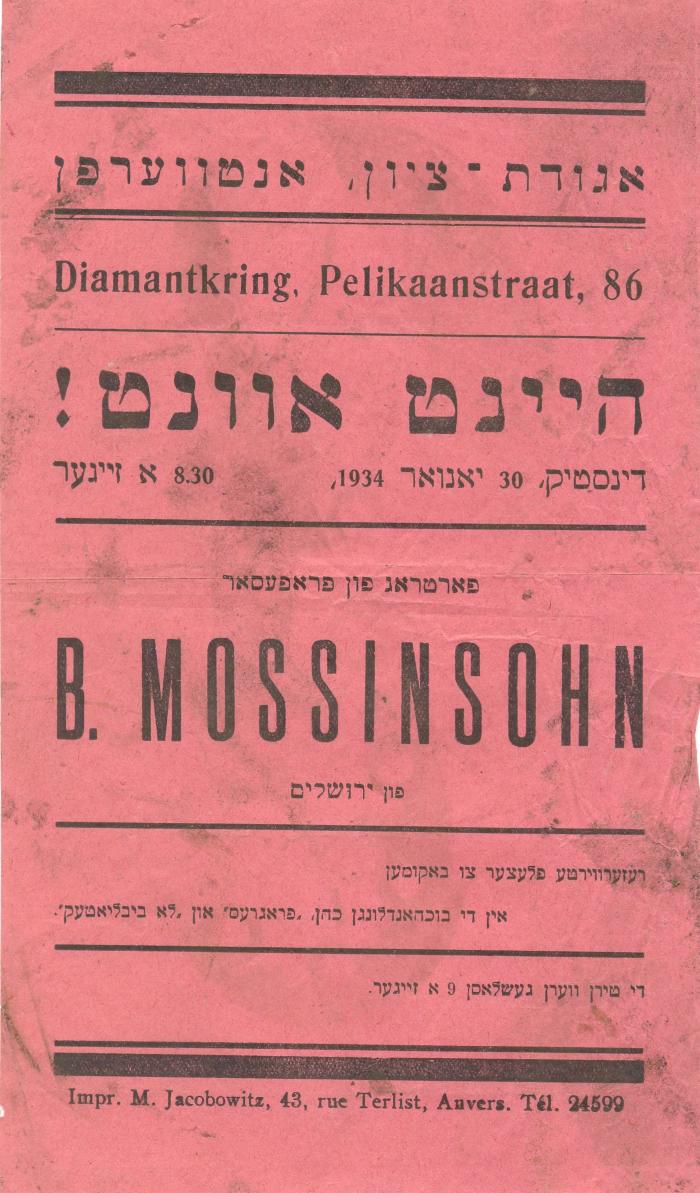 אגודת־ציון, אנטווערפן
Diamantkring, Pelikaanstraat, 86
היינט אוונט!
דינסטיק, 30 יאנואר 1934, 8.30 א זייגער
פארטראג פון פראפעסאר
B. MOSSINSOHN
פון ירושלים
רעזערווירטע פלעצער צו באקומען
אין די בוכהאנדלונגן כהן, ,פראגרעס' און ,לא ביבליאטעק'.
די טירן ווערן געשלאסן 9 א זייגער.
Impr. M. Jacobowitz, 43, rue Terlist, Anvers. Tél. 24599